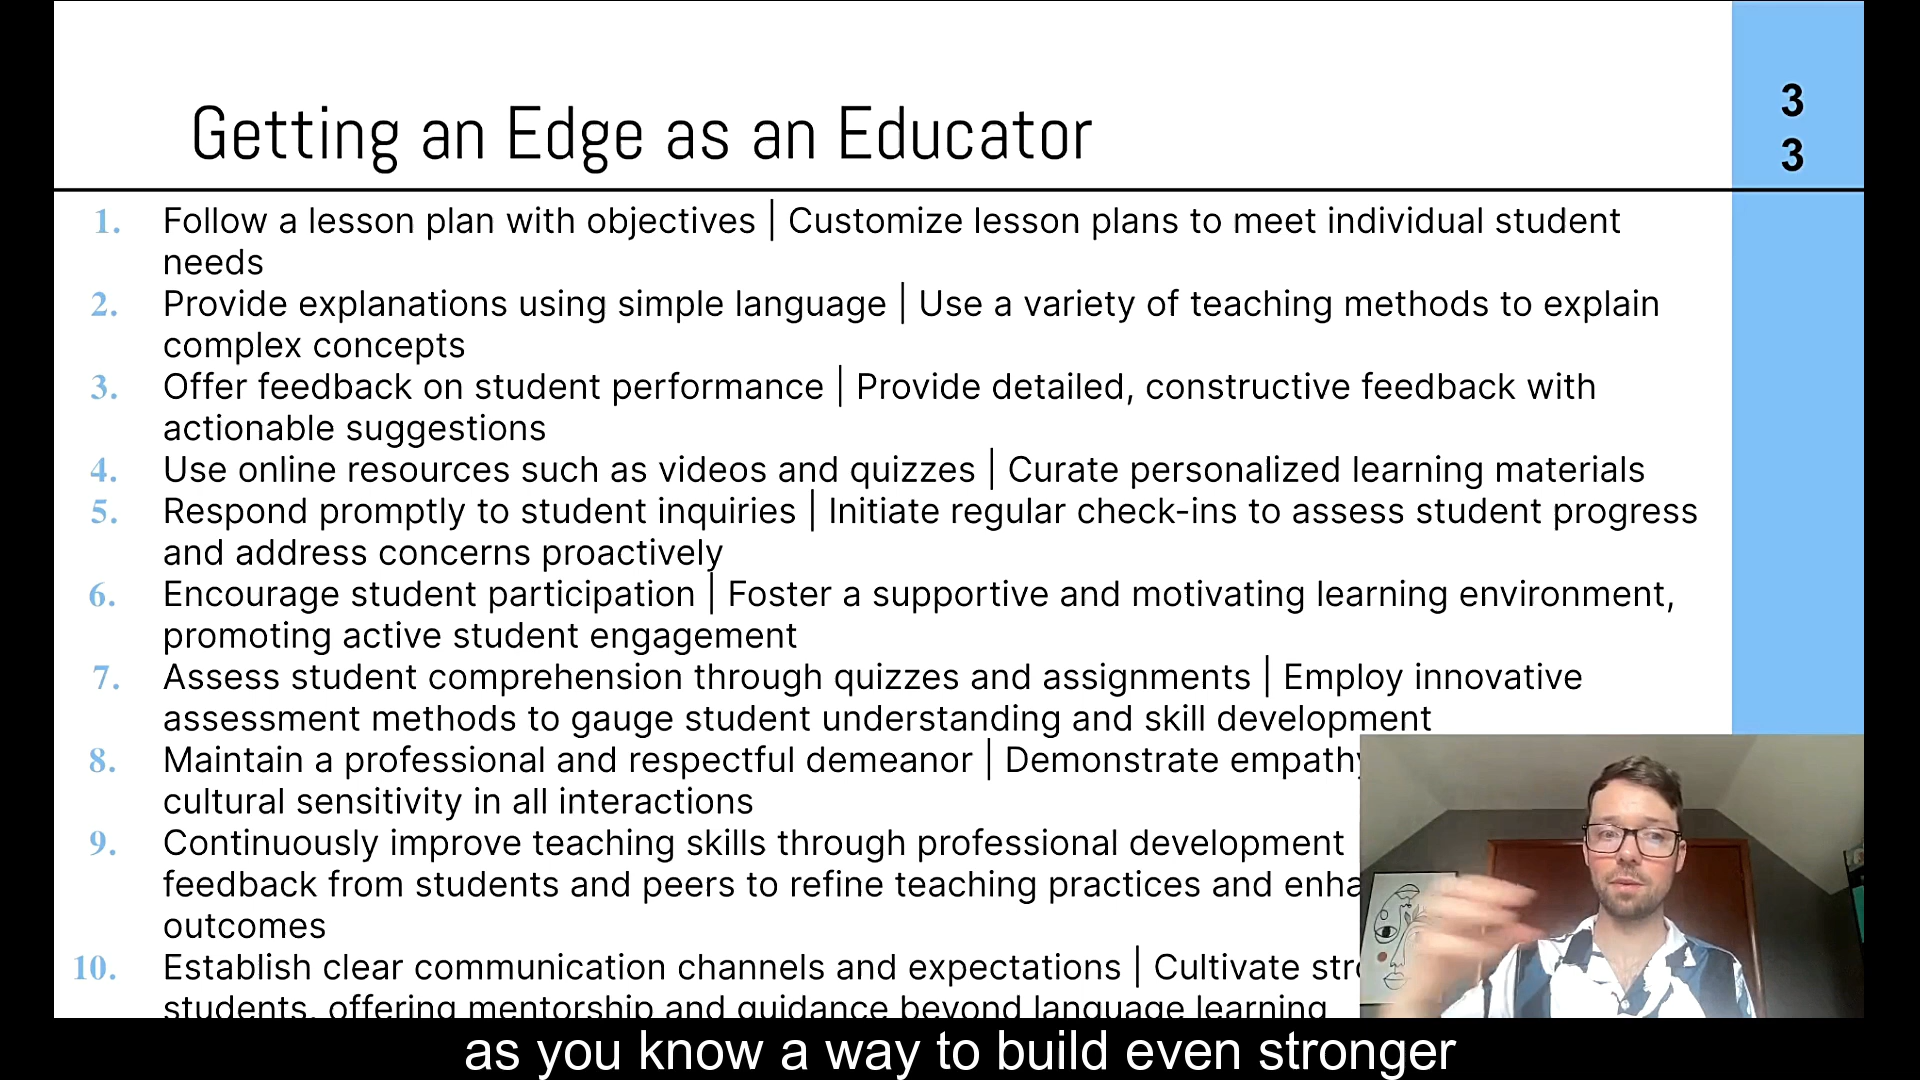 Getting an Edge as an Educator
3
3
1. Follow a lesson plan with objectives | Customize lesson plans to meet individual student
needs
2. Provide explanations using simple language | Use a variety of teaching methods to explain
complex concepts
3. Offer feedback on student performance | Provide detailed, constructive feedback with
actionable suggestions
4. Use online resources such as videos and quizzes | Curate personalized learning materials
5. Respond promptly to student inquiries | Initiate regular check-ins to assess student progress
and address concerns proactively
6. Encourage student participation | Foster a supportive and motivating learning environment,
promoting active student engagement
7. Assess student comprehension through quizzes and assignments | Employ innovative
assessment methods to gauge student understanding and skill development
8. Maintain a professional and respectful demeanor | Demonstrate empathy
cultural sensitivity in all interactions
9. Continuously improve teaching skills through professional development
feedback from students and peers to refine teaching practices and
outcomes
10. Establish clear communication channels and expectations | Cultivate
students, offering mentorship and guidance beyond language learning
as you know a way to build even stronger